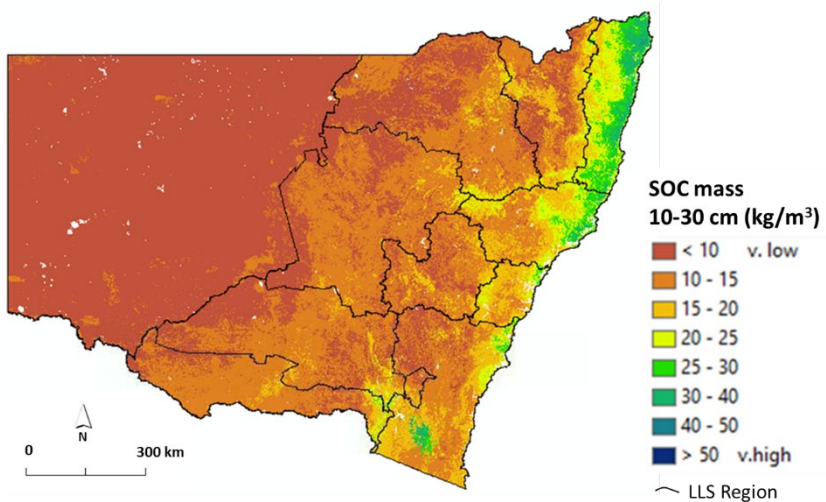 SOC mass
10-30 cm (kg/m³)
< 10 v. low
10 - 15
15 - 20
20 - 25
25 - 30
30 - 40
40 - 50
> 50 v.high
LLS Region
N
0 300 km